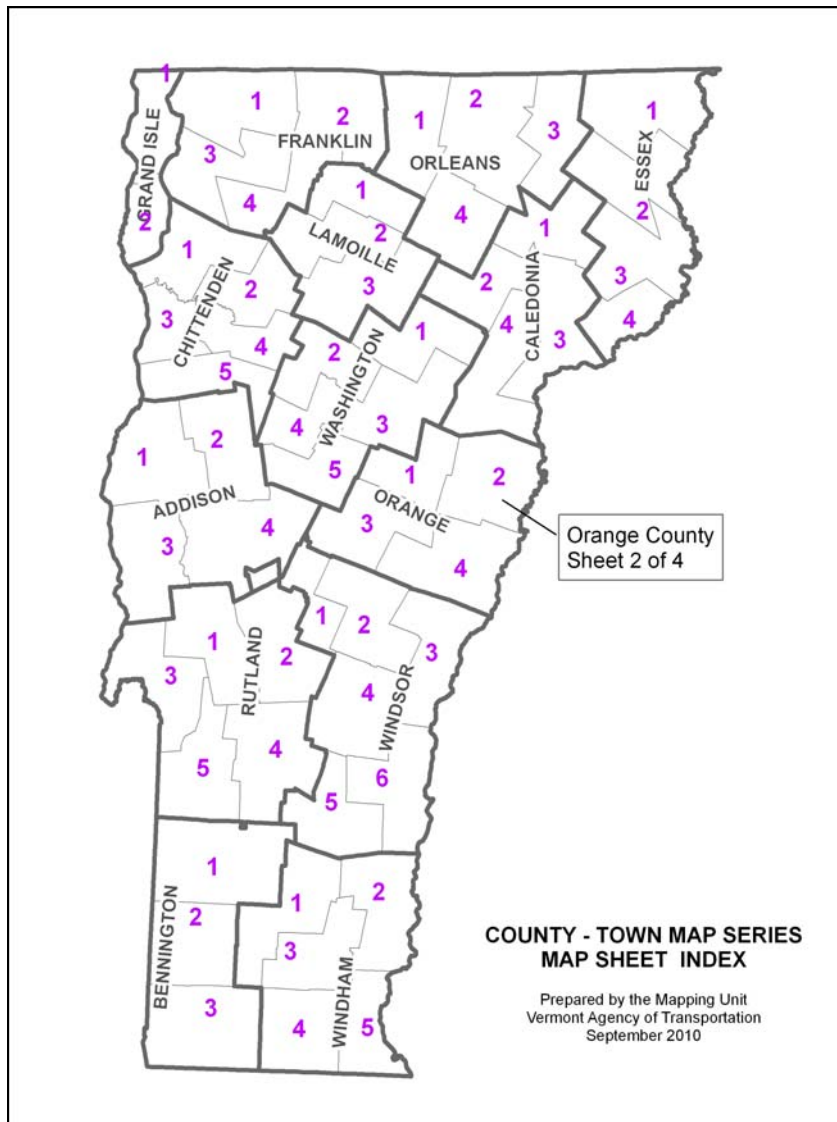 1
GRAND ISLE
2
1
2
FRANKLIN
3
4
1
2
3
ORLEANS
4
1
ESSEX
2
3
4
1
LAMOILLE
2
3
1
2
CHITTENDEN
3
4
5
1
2
CALEDONIA
4
3
1
2
WASHINGTON
3
4
5
1
2
ADDISON
3
4
1
2
ORANGE
3
4
Orange County
Sheet 2 of 4
1
2
RUTLAND
3
4
5
1
2
3
4
WINDSOR
5
6
1
BENNINGTON
2
3
1
2
3
WINDHAM
4
5
COUNTY - TOWN MAP SERIES
MAP SHEET INDEX
Prepared by the Mapping Unit
Vermont Agency of Transportation
September 2010